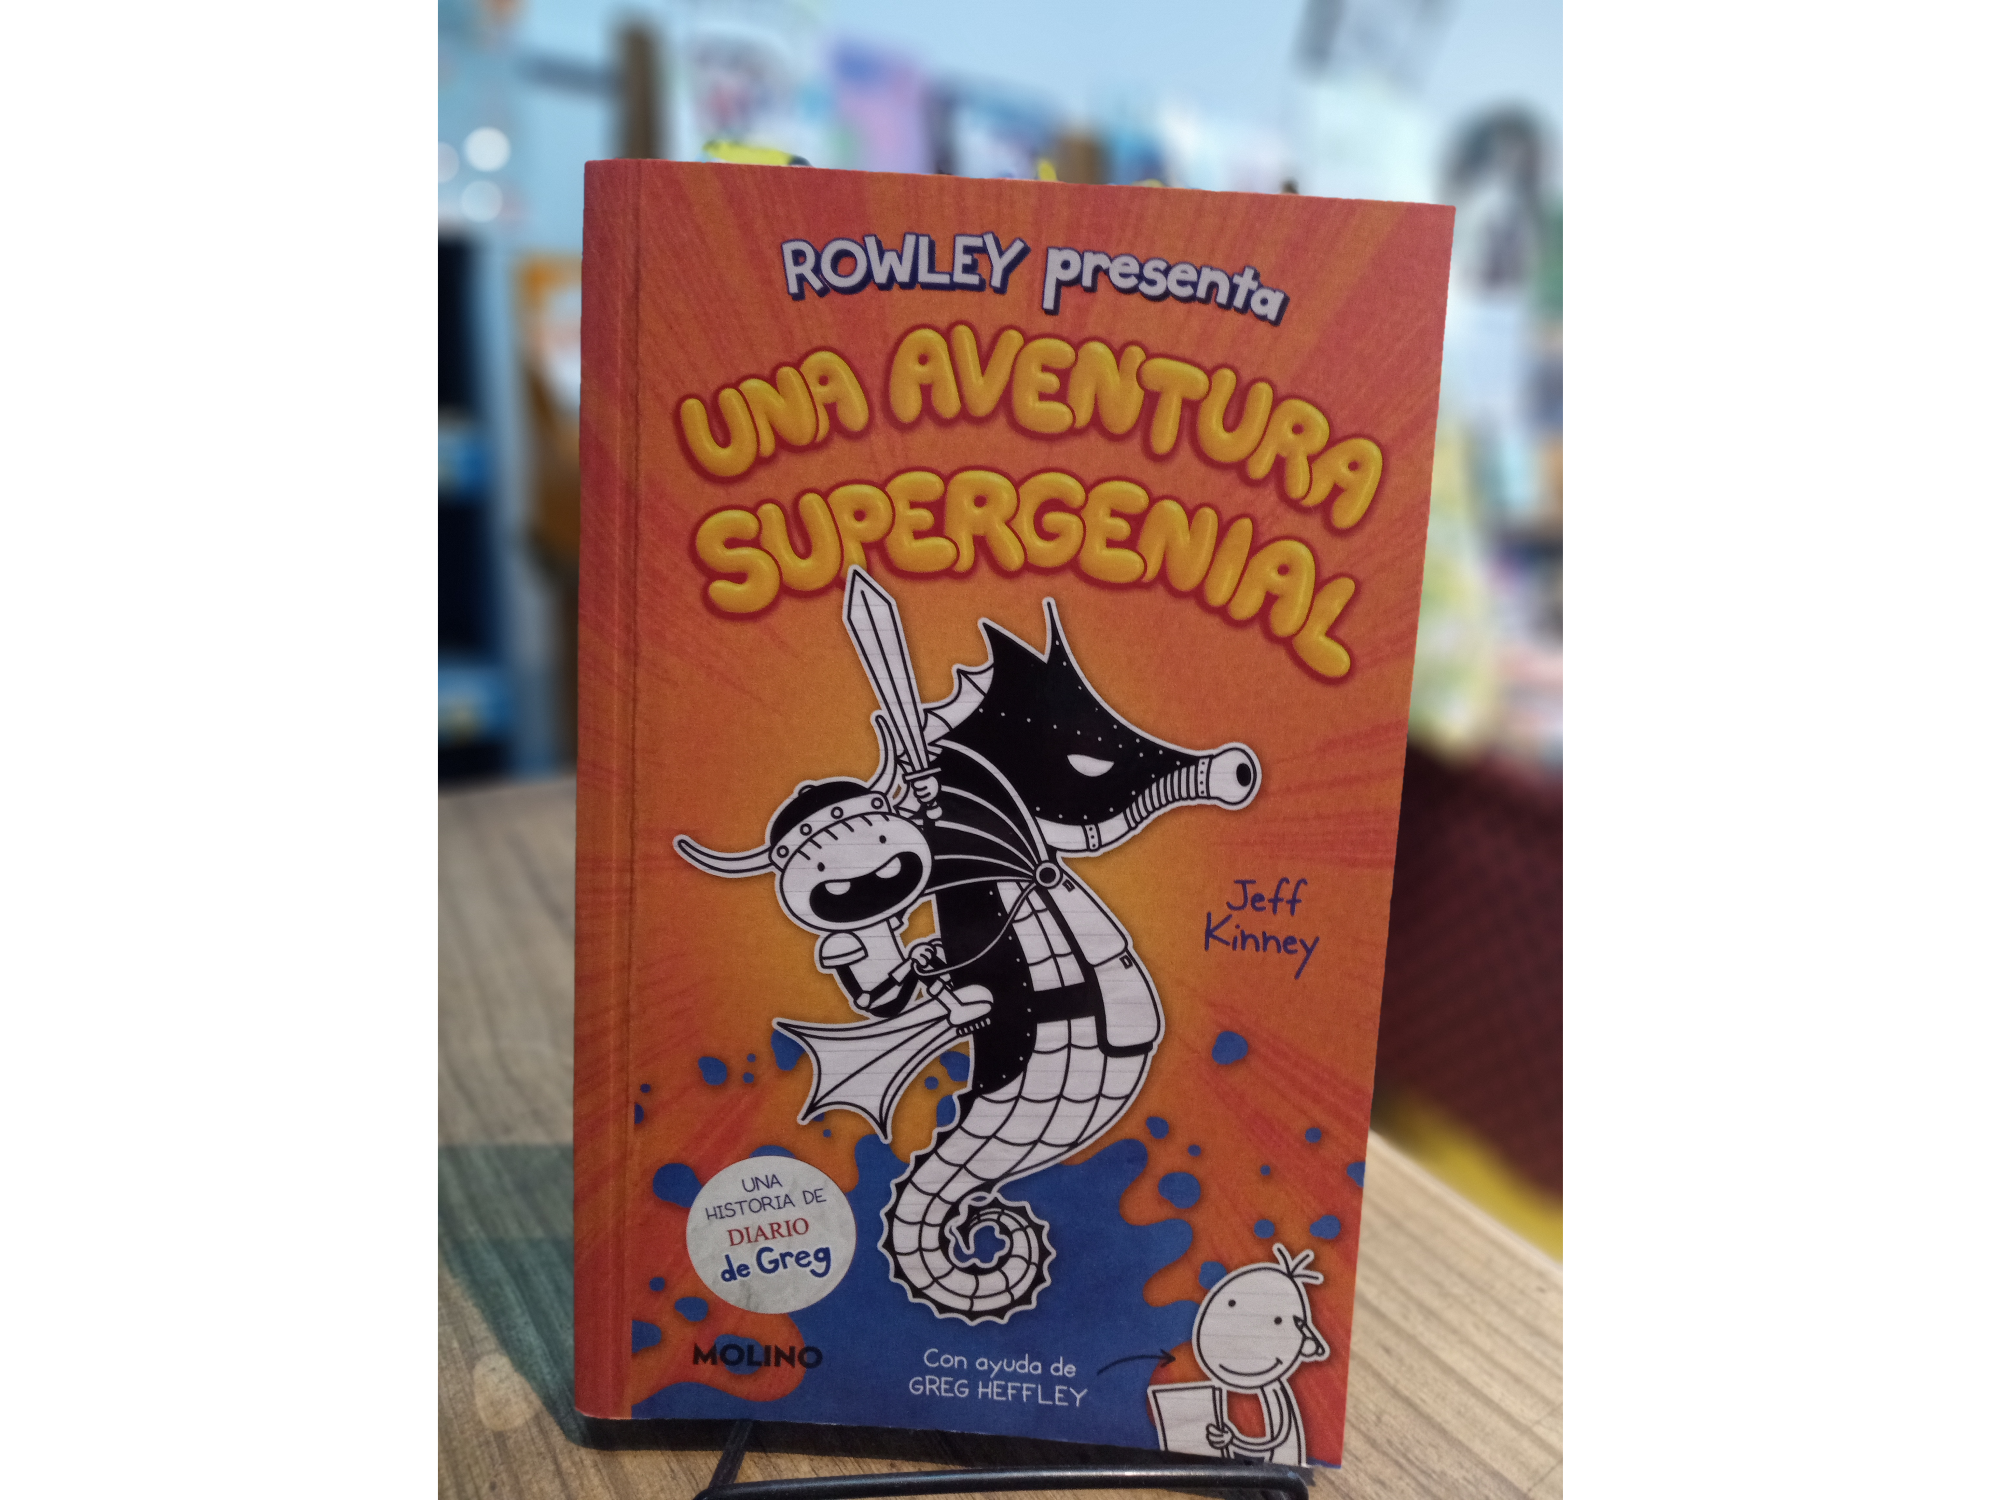 ROWLEY presenta
UNA AVENTURA
SUPERGENIAL
Jeff
Kinney
UNA
HISTORIA DE
DIARIO
de Greg
MOLINO
Con ayuda de
GREG HEFFLEY